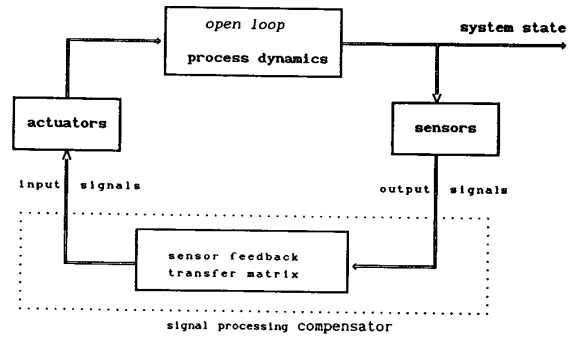 open loop
process dynamics
system state
actuators
sensors
input signals
output signals
sensor feedback
transfer matrix
signal processing compensator